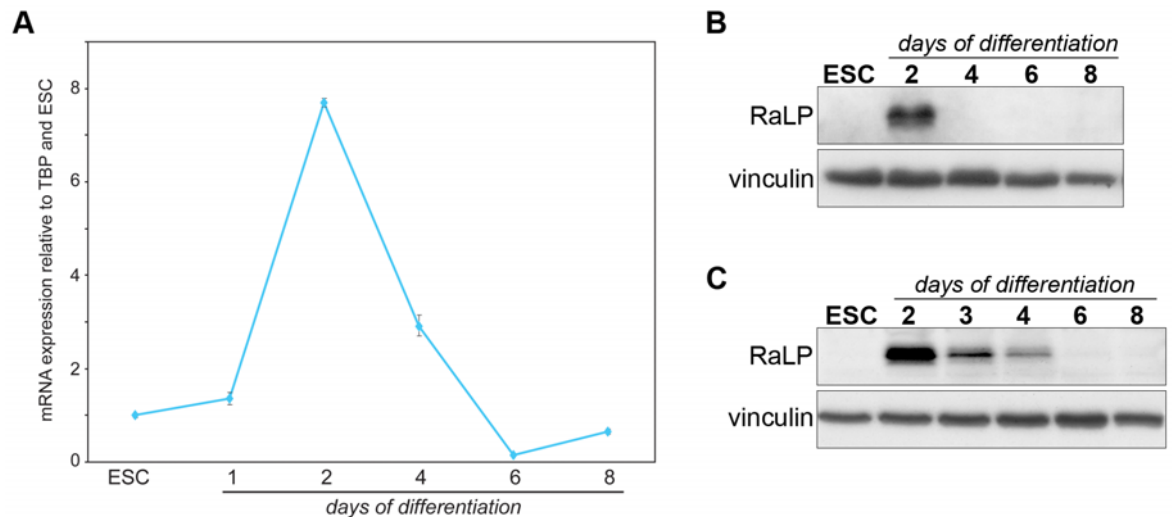 A
mRNA expression relative to TBP and ESC
8
6
4
2
0
ESC 1 2 4 6 8
days of differentiation
B
days of differentiation
ESC 2 4 6 8
RaLP
vinculin
C
days of differentiation
ESC 2 3 4 6 8
RaLP
vinculin